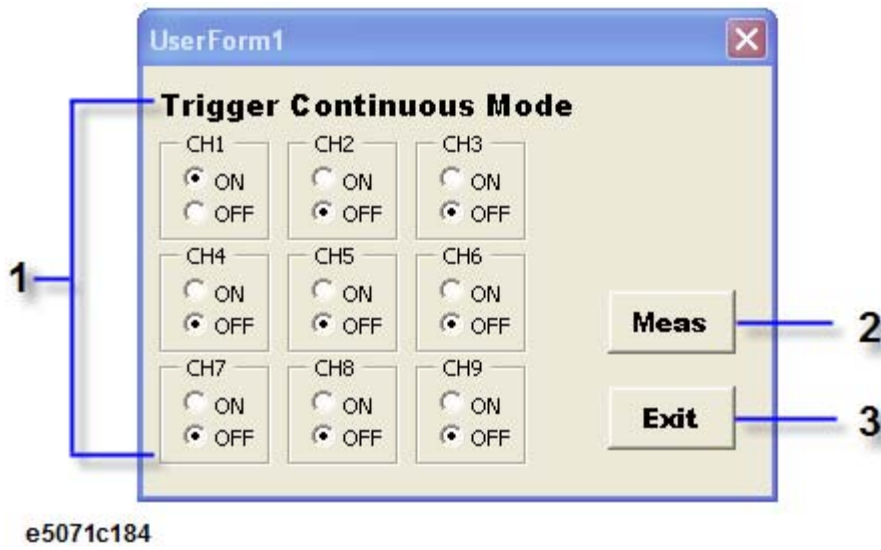 UserForm1
Trigger Continuous Mode
CH1 CH2 CH3
ON ON ON
OFF OFF OFF
CH4 CH5 CH6
1
ON ON ON
Meas 2
OFF OFF OFF
CH7 CH8 CH9
ON ON ON
Exit 3
OFF OFF OFF
e5071c184